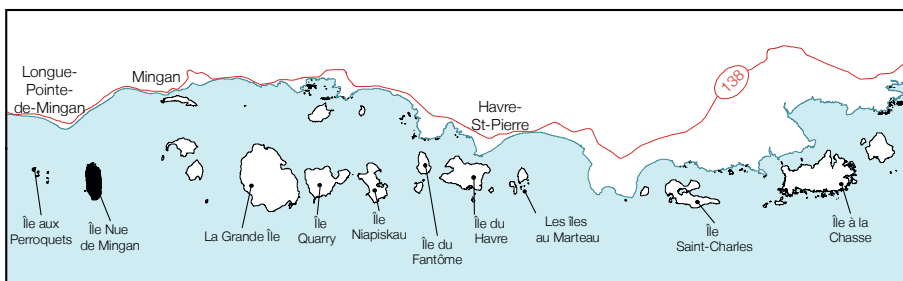 Longue-
Pointe-
de-Mingan
Mingan
138
Havre-
St-Pierre
Île aux
Perroquets
Île Nue
de Mingan
La Grande Île
Île
Quarry
Île
Niapiskau
Île du
Fantôme
Île du
Havre
Les îles
au Marteau
Île
Saint-Charles
Île à la
Chasse